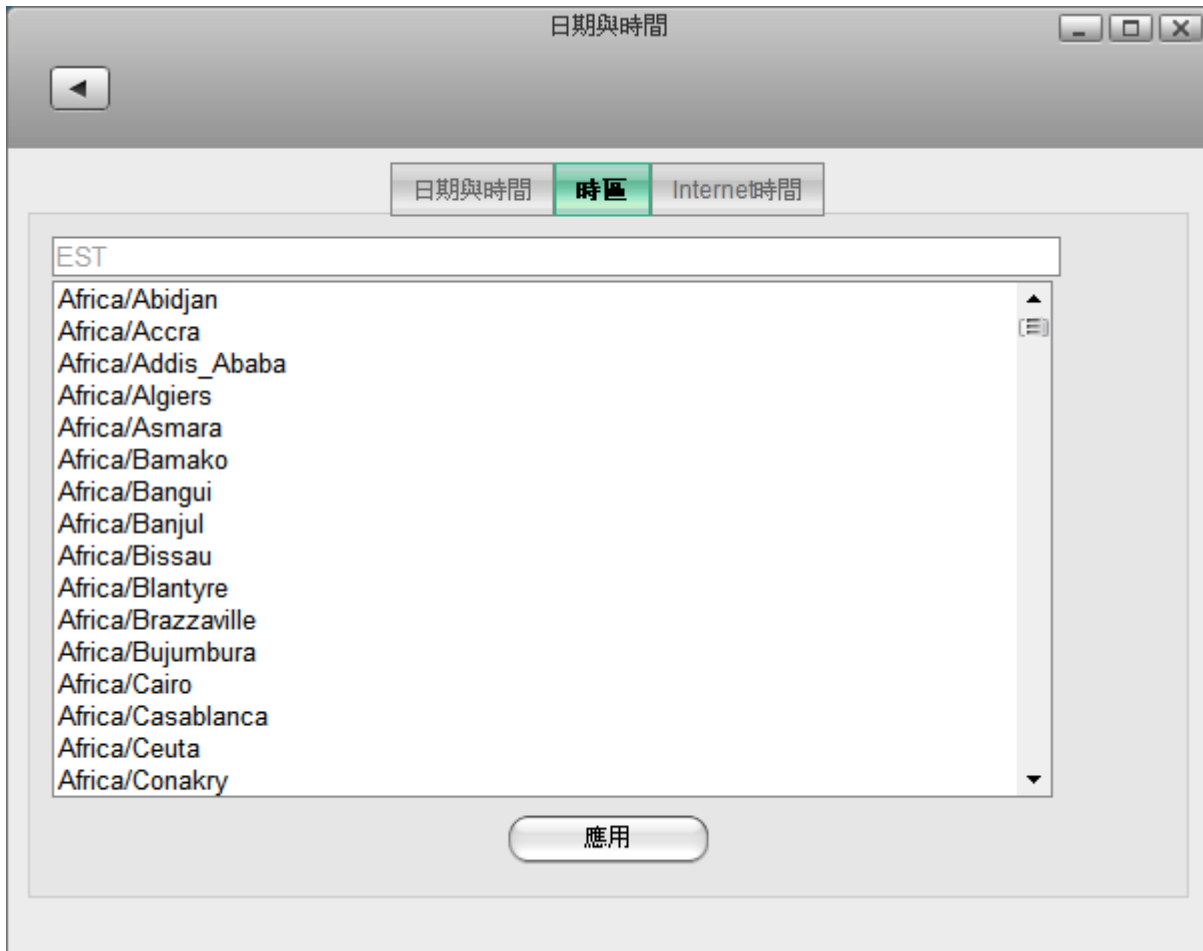 日期與時間
日期與時間 時區 Internet時間
EST
Africa/Abidjan
Africa/Accra
Africa/Addis_Ababa
Africa/Algiers
Africa/Asmara
Africa/Bamako
Africa/Bangui
Africa/Banjul
Africa/Bissau
Africa/Blantyre
Africa/Brazzaville
Africa/Bujumbura
Africa/Cairo
Africa/Casablanca
Africa/Ceuta
Africa/Conakry
應用